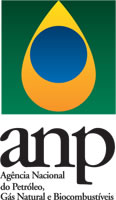 anp
Agência Nacional
do Petróleo,
Gás Natural e Biocombustíveis